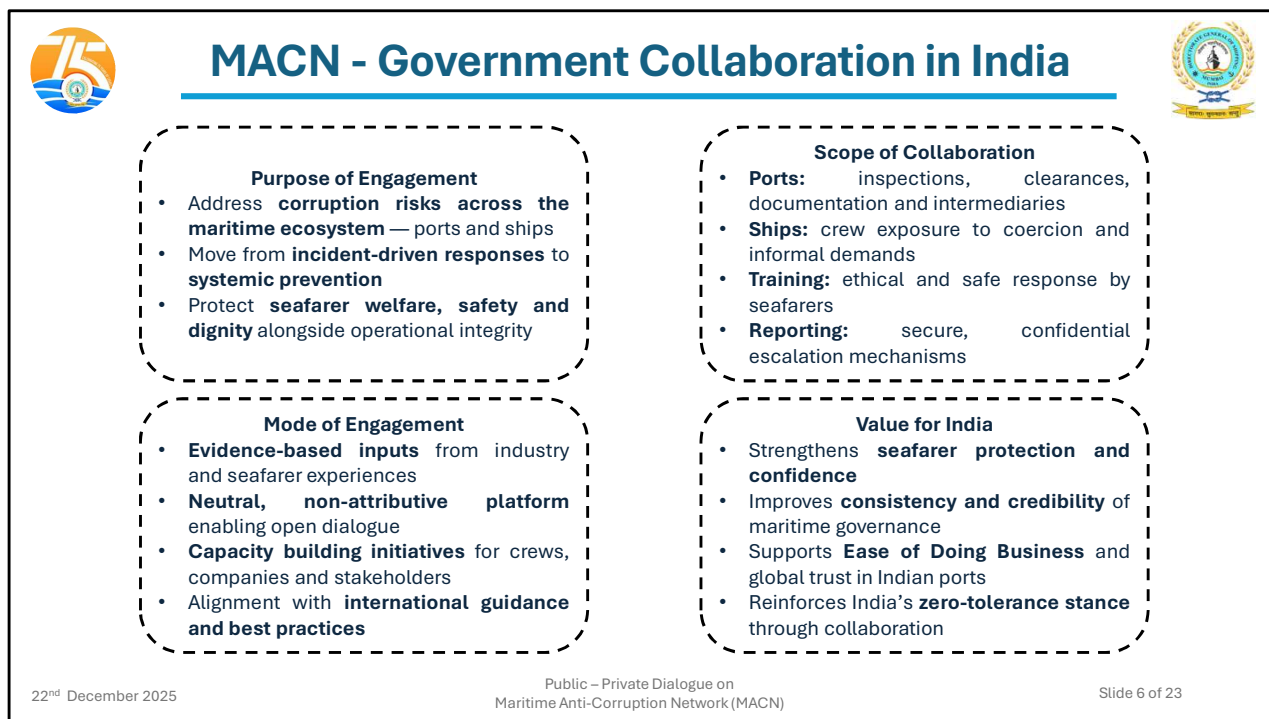 75
MACN - Government Collaboration in India
DIRECTORATE GENERAL OF SHIPPING
MUMBAI
INDIA
Purpose of Engagement
• Address corruption risks across the
maritime ecosystem — ports and ships
• Move from incident-driven responses to
systemic prevention
• Protect seafarer welfare, safety and
dignity alongside operational integrity
Scope of Collaboration
• Ports: inspections, clearances,
documentation and intermediaries
• Ships: crew exposure to coercion and
informal demands
• Training: ethical and safe response by
seafarers
• Reporting: secure, confidential
escalation mechanisms
Mode of Engagement
• Evidence-based inputs from industry
and seafarer experiences
• Neutral, non-attributive platform
enabling open dialogue
• Capacity building initiatives for crews,
companies and stakeholders
• Alignment with international guidance
and best practices
Value for India
• Strengthens seafarer protection and
confidence
• Improves consistency and credibility of
maritime governance
• Supports Ease of Doing Business and
global trust in Indian ports
• Reinforces India’s zero-tolerance stance
through collaboration
22nd December 2025
Public – Private Dialogue on
Maritime Anti-Corruption Network (MACN)
Slide 6 of 23